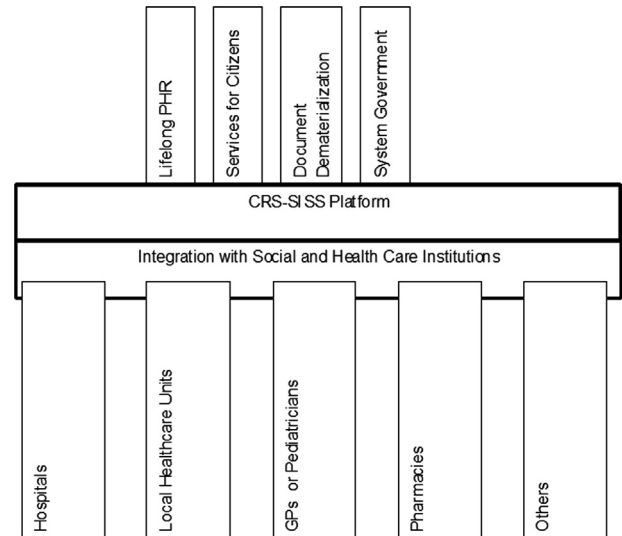 Lifelong PHR
Services for Citizens
Document
Dematerialization
System Government
CRS-SISS Platform
Integration with Social and Health Care Institutions
Hospitals
Local Healthcare Units
GPs or Pediatricians
Pharmacies
Others